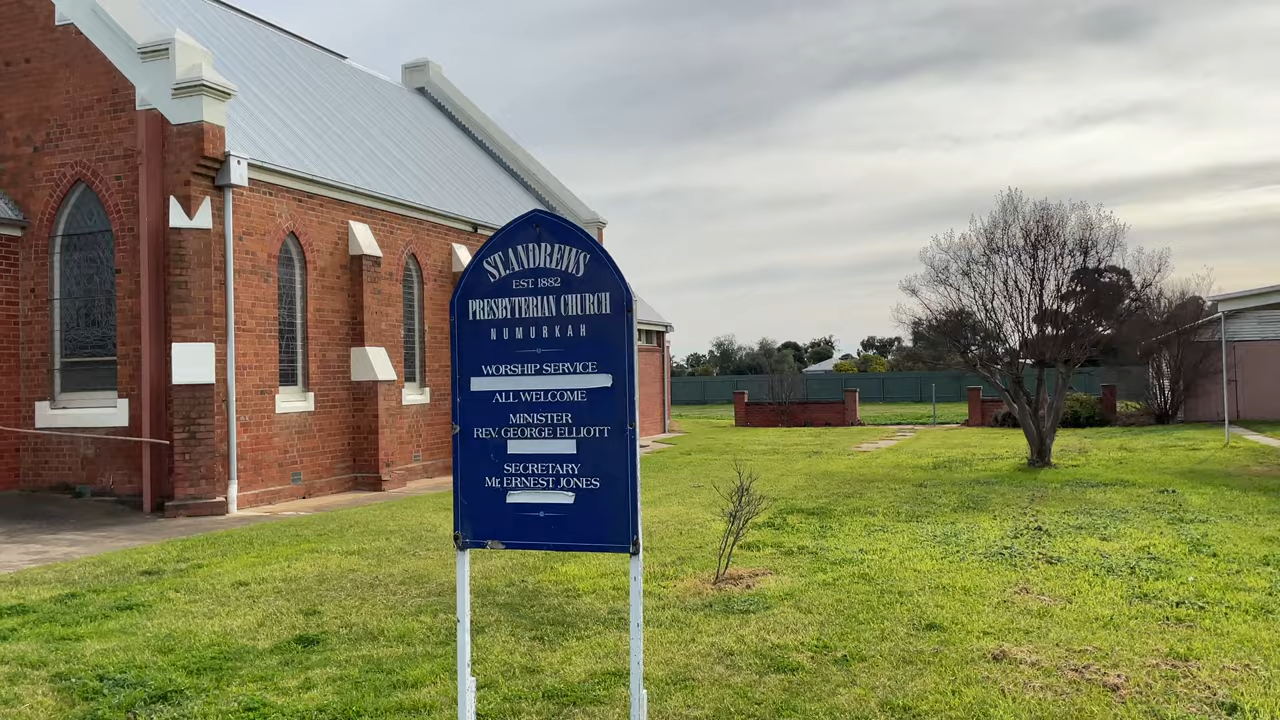 ST. ANDREWS
EST. 1882
PRESBYTERIAN CHURCH
NUMURKAH
WORSHIP SERVICE
ALL WELCOME
MINISTER
REV. GEORGE ELLIOTT
SECRETARY
Mr. ERNEST JONES